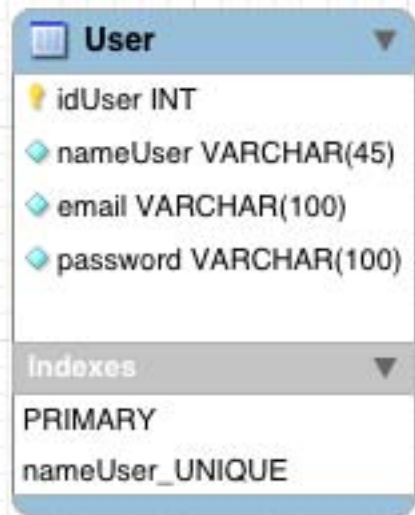 User
idUser INT
nameUser VARCHAR(45)
email VARCHAR(100)
password VARCHAR(100)
Indexes
PRIMARY
nameUser_UNIQUE